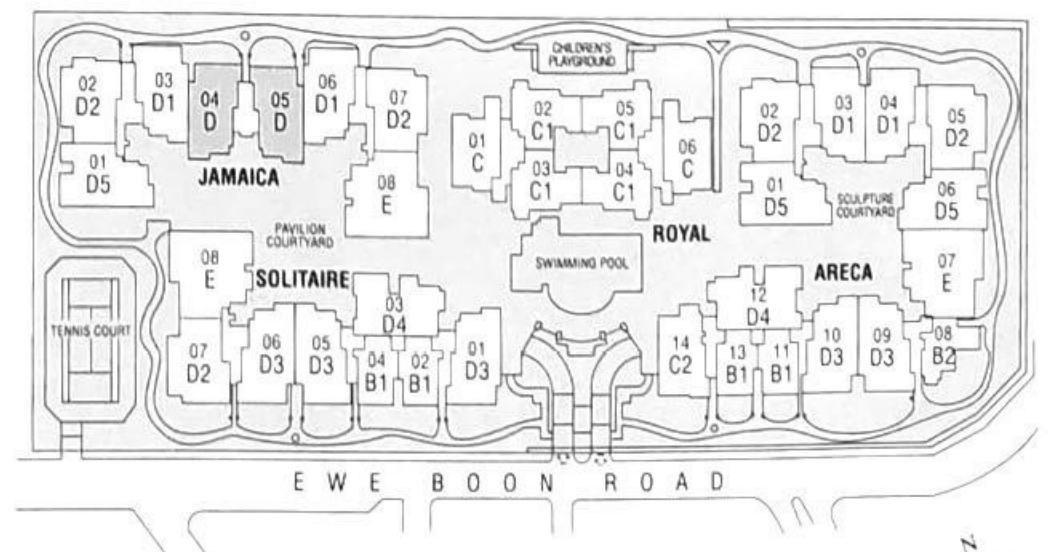 CHILDREN'S
PLAYGROUND
02
D2
03
D1
04
D
05
D
06
D1
07
D2
01
D5
08
E
JAMAICA
02
C1
05
C1
01
C
06
C
03
C1
04
C1
ROYAL
02
D2
03
D1
04
D1
05
D2
01
D5
06
D5
SCULPTURE
COURTYARD
07
E
ARECA
PAVILION
COURTYARD
SWIMMING POOL
08
E
SOLITAIRE
TENNIS COURT
07
D2
06
D3
05
D3
03
D4
04
B1
02
B1
01
D3
12
D4
14
C2
13
B1
11
B1
10
D3
09
D3
08
B2
EWE BOON ROAD
N